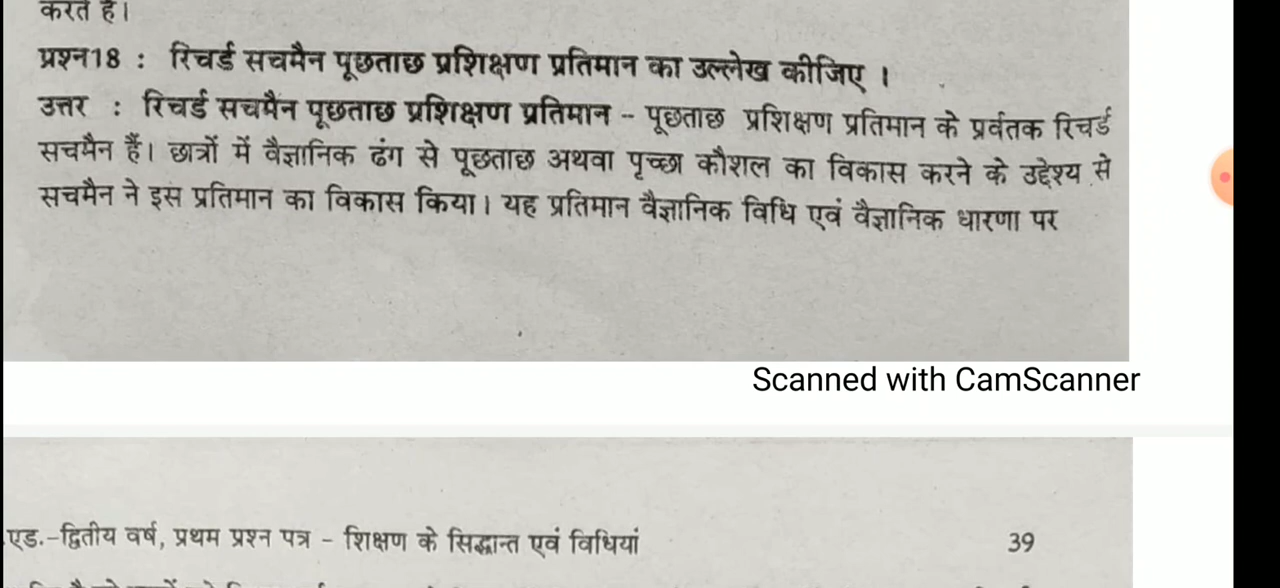 करते हैं।
प्रश्न18 : रिचर्ड सचमैन पूछताछ प्रशिक्षण प्रतिमान का उल्लेख कीजिए ।
उत्तर : रिचर्ड सचमैन पूछताछ प्रशिक्षण प्रतिमान – पूछताछ प्रशिक्षण प्रतिमान के प्रर्वतक रिचर्ड
सचमैन हैं। छात्रों में वैज्ञानिक ढंग से पूछताछ अथवा पृच्छा कौशल का विकास करने के उद्देश्य से
सचमैन ने इस प्रतिमान का विकास किया। यह प्रतिमान वैज्ञानिक विधि एवं वैज्ञानिक धारणा पर
Scanned with CamScanner
एड.-द्वितीय वर्ष, प्रथम प्रश्न पत्र – शिक्षण के सिद्धान्त एवं विधियां 39